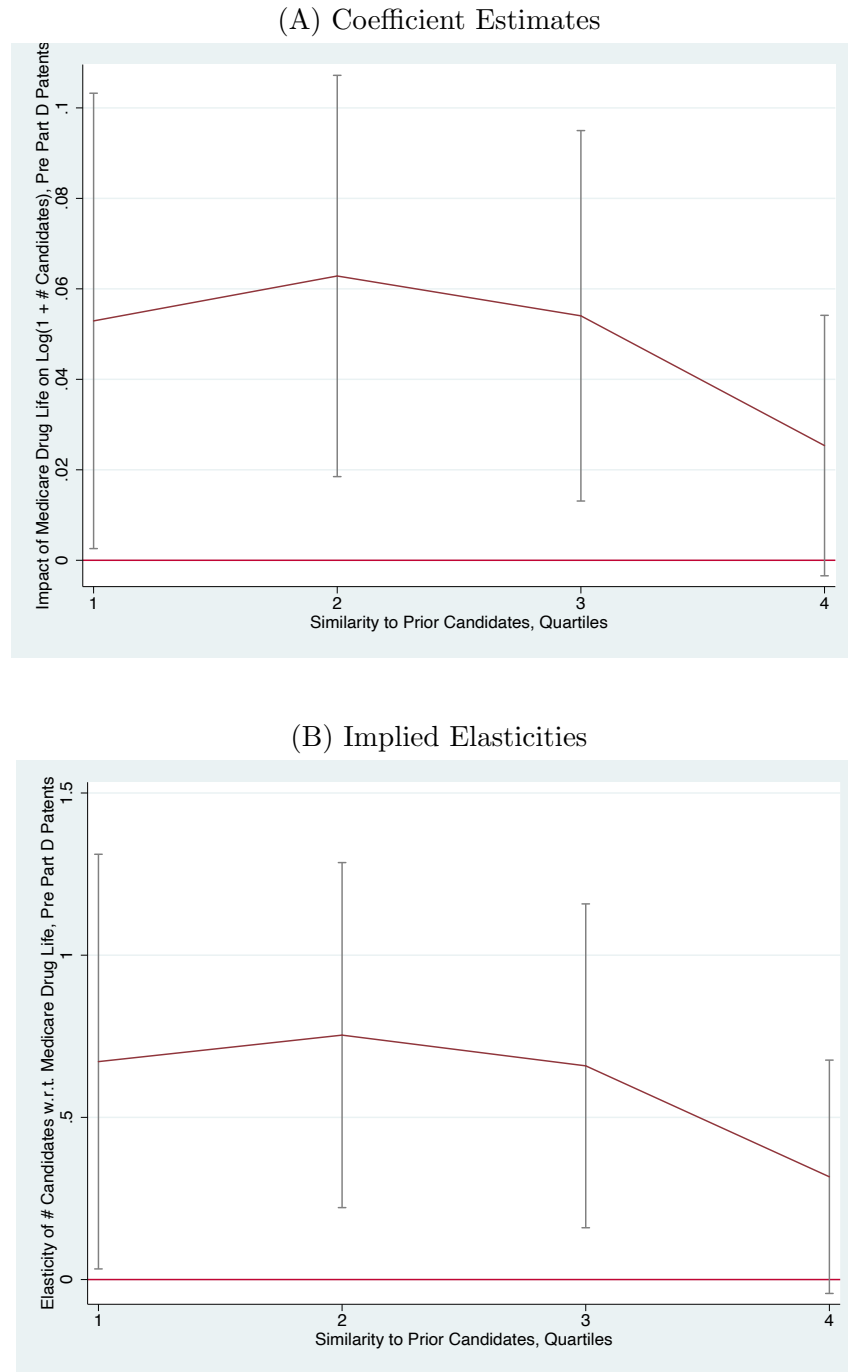 (A) Coefficient Estimates
Impact of Medicare Drug Life on Log(1 + # Candidates), Pre Part D Patents
.1
.08
.06
.04
.02
0
1 2 3 4
Similarity to Prior Candidates, Quartiles
(B) Implied Elasticities
Elasticity of # Candidates w.r.t. Medicare Drug Life, Pre Part D Patents
1.5
1
.5
0
1 2 3 4
Similarity to Prior Candidates, Quartiles